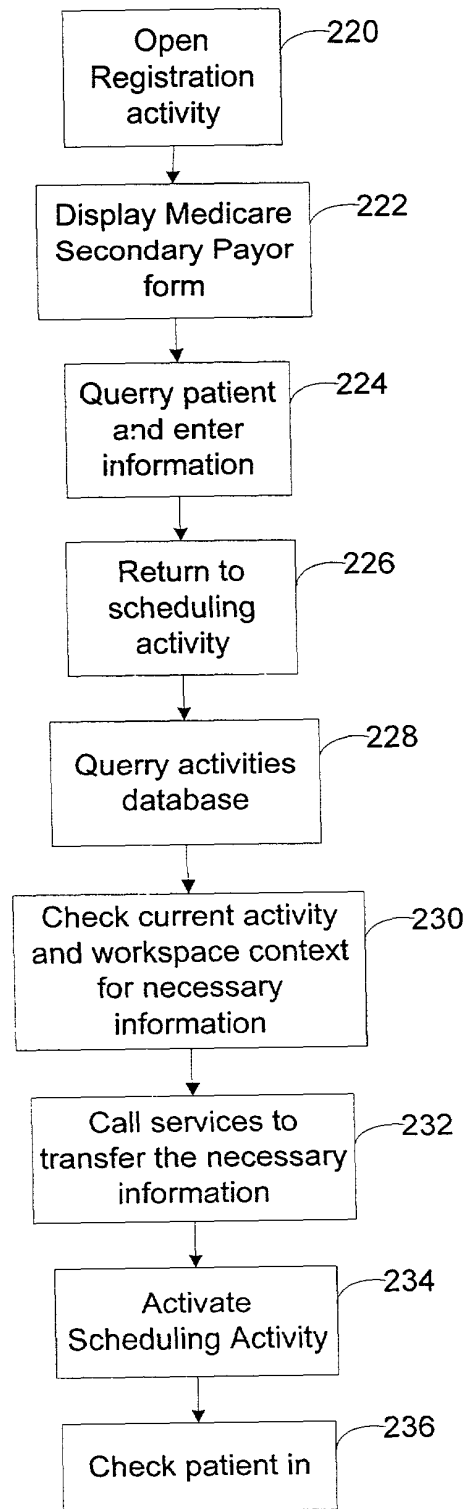 Open
Registration
activity
220
Display Medicare
Secondary Payor
form
222
Querry patient
and enter
information
224
Return to
scheduling
activity
226
Querry activities
database
228
Check current activity
and workspace context
for necessary
information
230
Call services to
transfer the necessary
information
232
Activate
Scheduling Activity
234
Check patient in
236